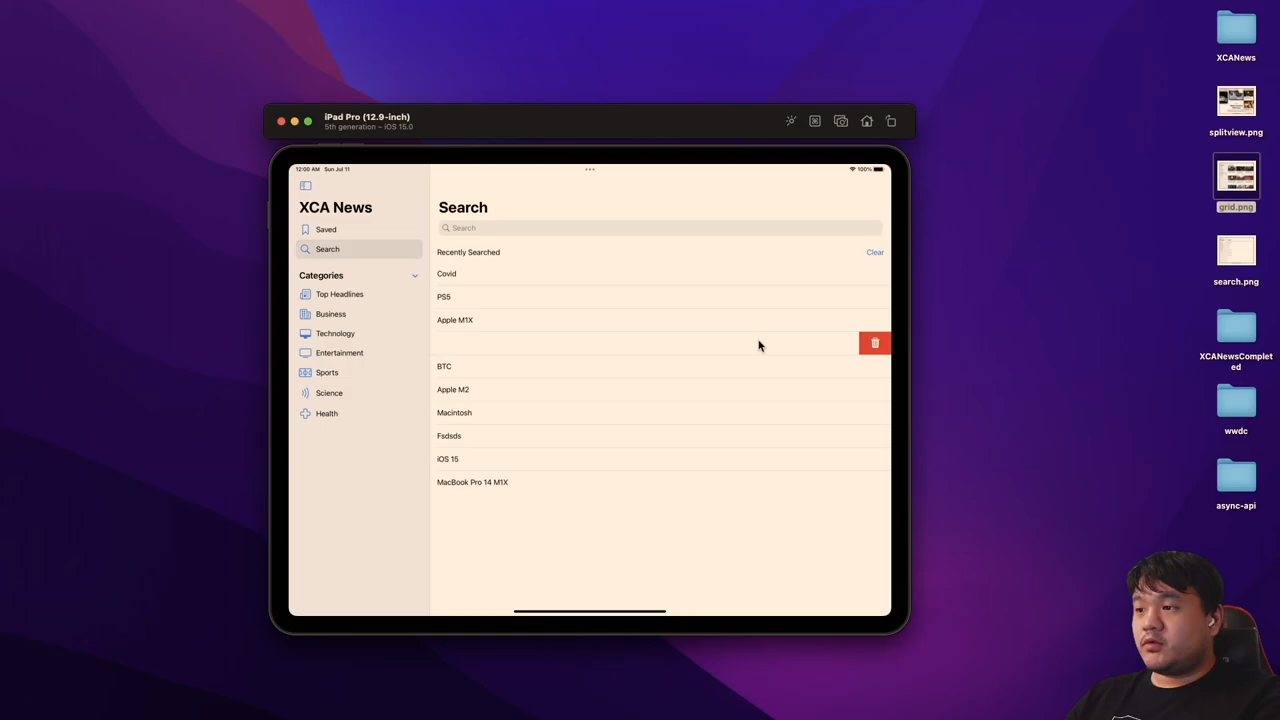 iPad Pro (12.9-inch)
5th generation – iOS 15.0
12:00 AM Sun Jul 11
100%
XCA News
Saved
Search
Categories
Top Headlines
Business
Technology
Entertainment
Sports
Science
Health
Search
Search
Recently Searched
Clear
Covid
PS5
Apple M1X
BTC
Apple M2
Macintosh
Fsdsds
iOS 15
MacBook Pro 14 M1X
XCANews
splitview.png
grid.png
search.png
XCANewsComplet
ed
wwdc
async-api